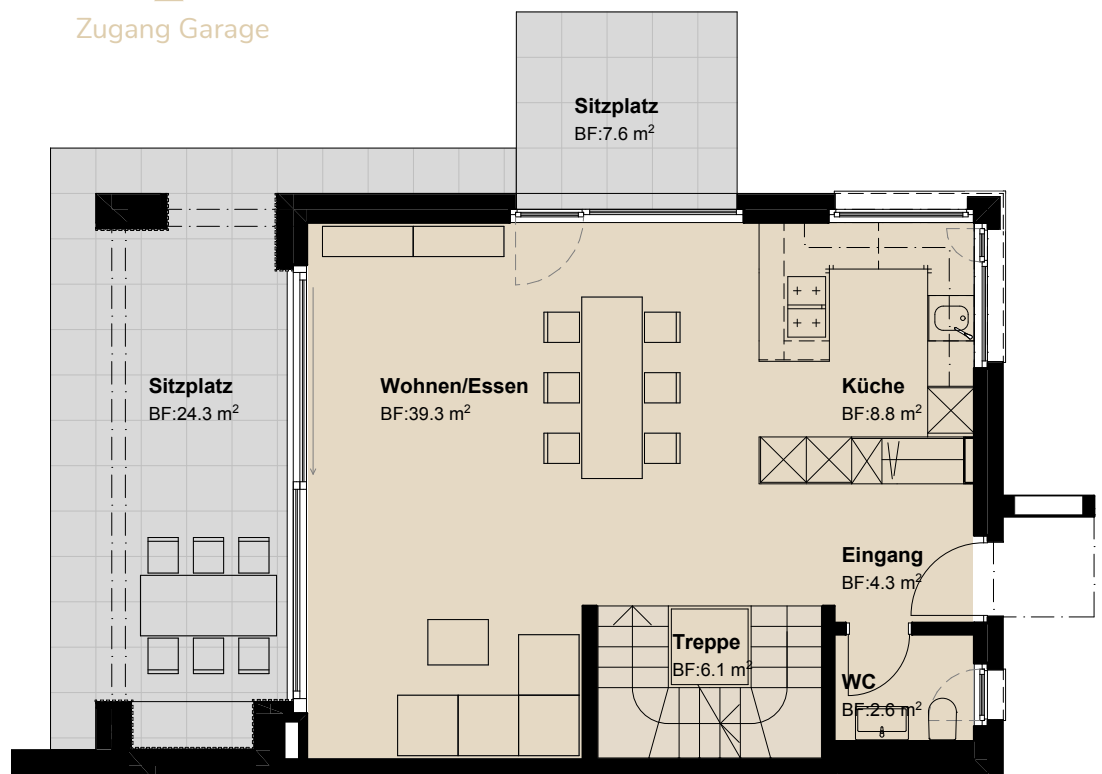 Zugang Garage
Sitzplatz
BF:7.6 m²
Sitzplatz
BF:24.3 m²
Wohnen/Essen
BF:39.3 m²
Küche
BF:8.8 m²
Eingang
BF:4.3 m²
Treppe
BF:6.1 m²
WC
BF:2.6 m²